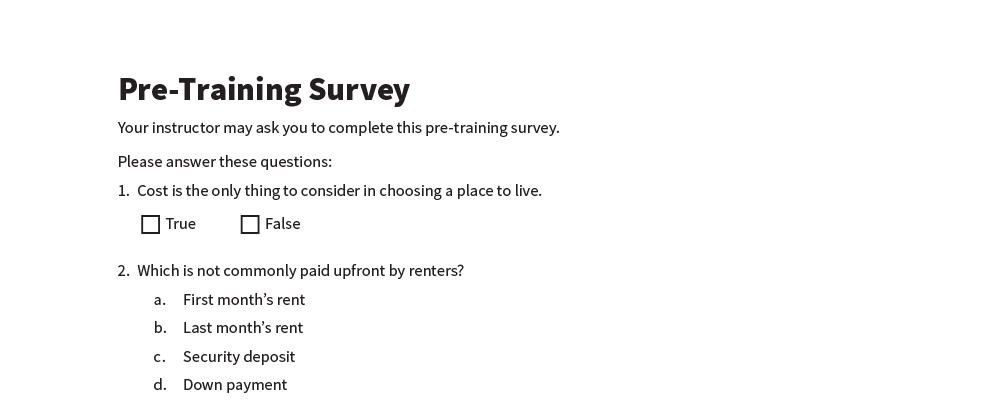 Pre-Training Survey
Your instructor may ask you to complete this pre-training survey.
Please answer these questions:
1. Cost is the only thing to consider in choosing a place to live.
True False
2. Which is not commonly paid upfront by renters?
a. First month’s rent
b. Last month’s rent
c. Security deposit
d. Down payment